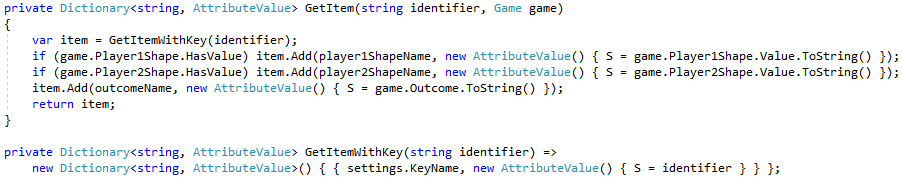 private Dictionary<string, AttributeValue> GetItem(string identifier, Game game)
{
var item = GetItemWithKey(identifier);
if (game.Player1Shape.HasValue) item.Add(player1ShapeName, new AttributeValue() { S = game.Player1Shape.Value.ToString() });
if (game.Player2Shape.HasValue) item.Add(player2ShapeName, new AttributeValue() { S = game.Player2Shape.Value.ToString() });
item.Add(outcomeName, new AttributeValue() { S = game.Outcome.ToString() });
return item;
}
private Dictionary<string, AttributeValue> GetItemWithKey(string identifier) =>
new Dictionary<string, AttributeValue>() { { settings.KeyName, new AttributeValue() { S = identifier } } };